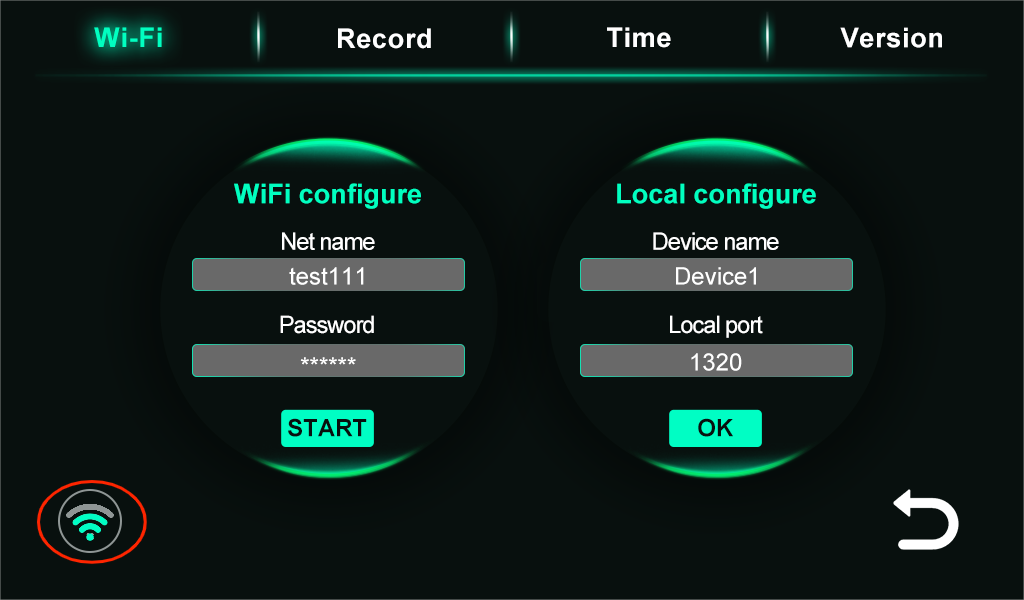 Wi-Fi Record Time Version
WiFi configure
Net name
test111
Password
******
START
Local configure
Device name
Device1
Local port
1320
OK